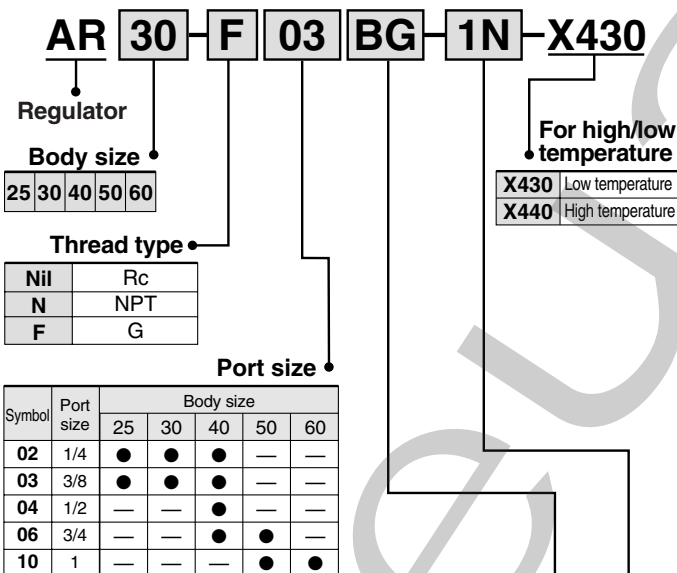 AR 30-F 03 BG-1N-X430
Regulator
Body size
25 30 40 50 60
Thread type
Nil Rc
N NPT
F G
For high/low
temperature
X430 Low temperature
X440 High temperature
Port size
Symbol Port size Body size
25 30 40 50 60
02 1/4 ● ● ● — —
03 3/8 ● ● ● — —
04 1/2 — — ● — —
06 3/4 — — ● ● —
10 1 — — — ● ●